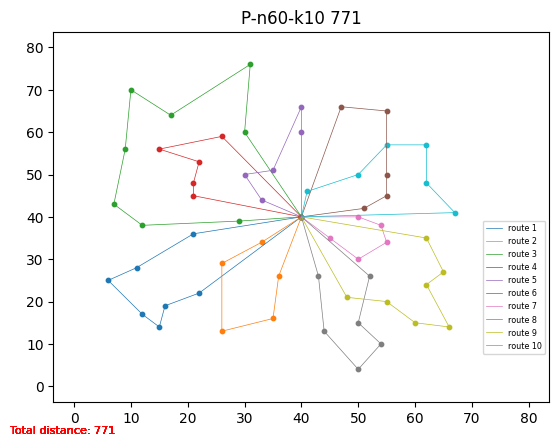 P-n60-k10 771
80
70
60
50
40
30
20
10
0
0 10 20 30 40 50 60 70 80
route 1
route 2
route 3
route 4
route 5
route 6
route 7
route 8
route 9
route 10
Total distance: 771